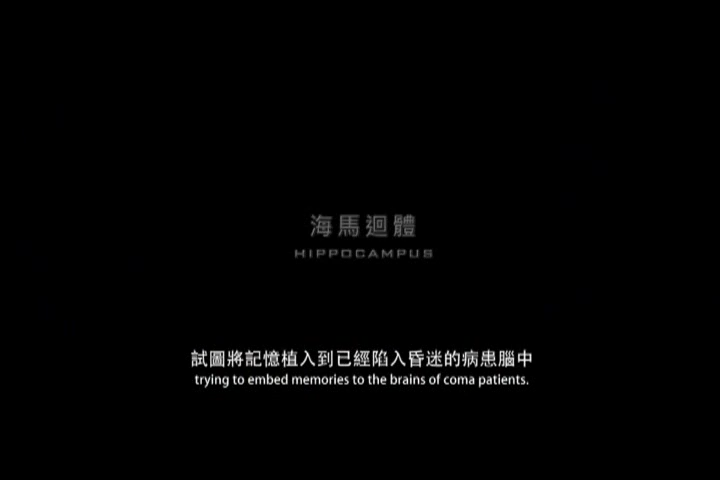 海馬迴體
HIPPOCAMPUS
試圖將記憶植入到已經陷入昏迷的病患腦中
trying to embed memories to the brains of coma patients.